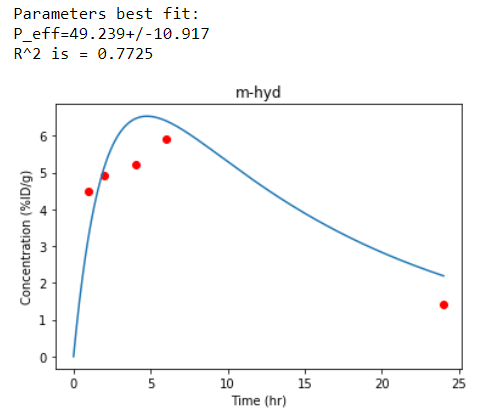 Parameters best fit:
P_eff=49.239+/-10.917
R^2 is = 0.7725
m-hyd
Concentration (%ID/g)
6
5
4
3
2
1
0
0
5
10
15
20
25
Time (hr)